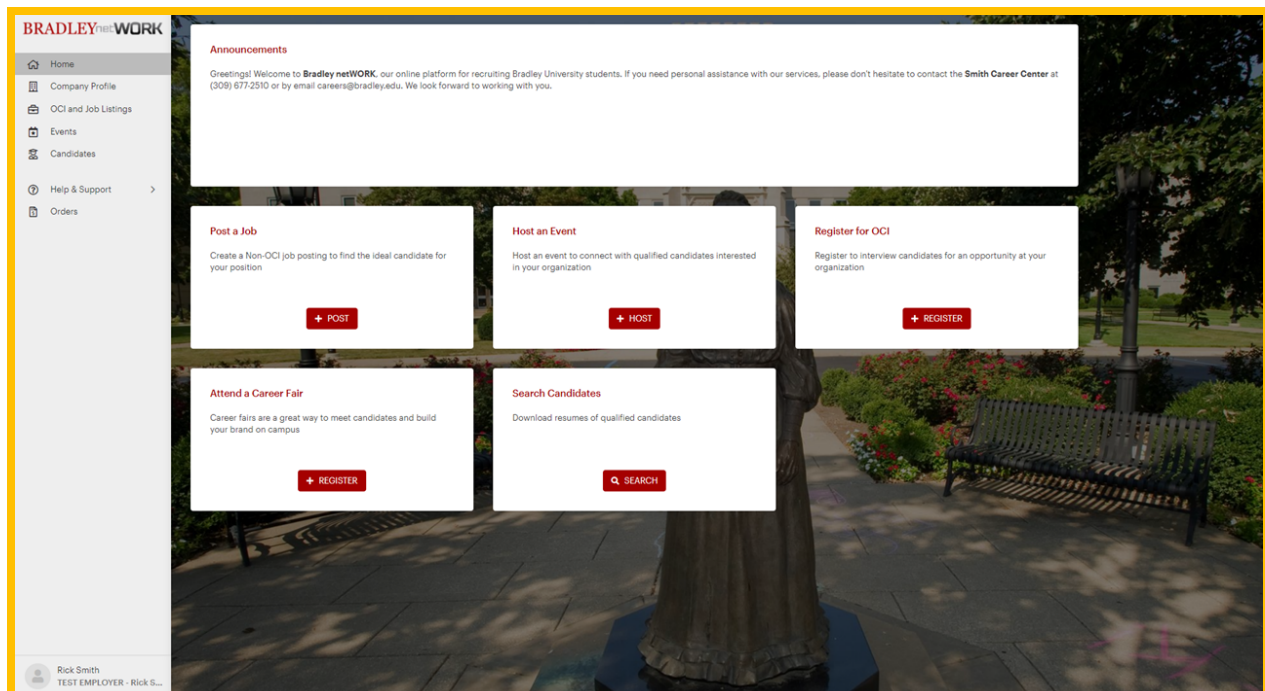 BRADLEYnetWORK
Home
Company Profile
OCI and Job Listings
Events
Candidates
Help & Support
Orders
Announcements
Greetings! Welcome to Bradley netWORK, our online platform for recruiting Bradley University students. If you need personal assistance with our services, please don't hesitate to contact the Smith Career Center at
(309) 677-2510 or by email careers@bradley.edu. We look forward to working with you.
Post a Job
Create a Non-OCI job posting to find the ideal candidate for
your position
POST
Host an Event
Host an event to connect with qualified candidates interested
in your organization
HOST
Register for OCI
Register to interview candidates for an opportunity at your
organization
REGISTER
Attend a Career Fair
Career fairs are a great way to meet candidates and build
your brand on campus
REGISTER
Search Candidates
Download resumes of qualified candidates
SEARCH
Rick Smith
TEST EMPLOYER - Rick S...